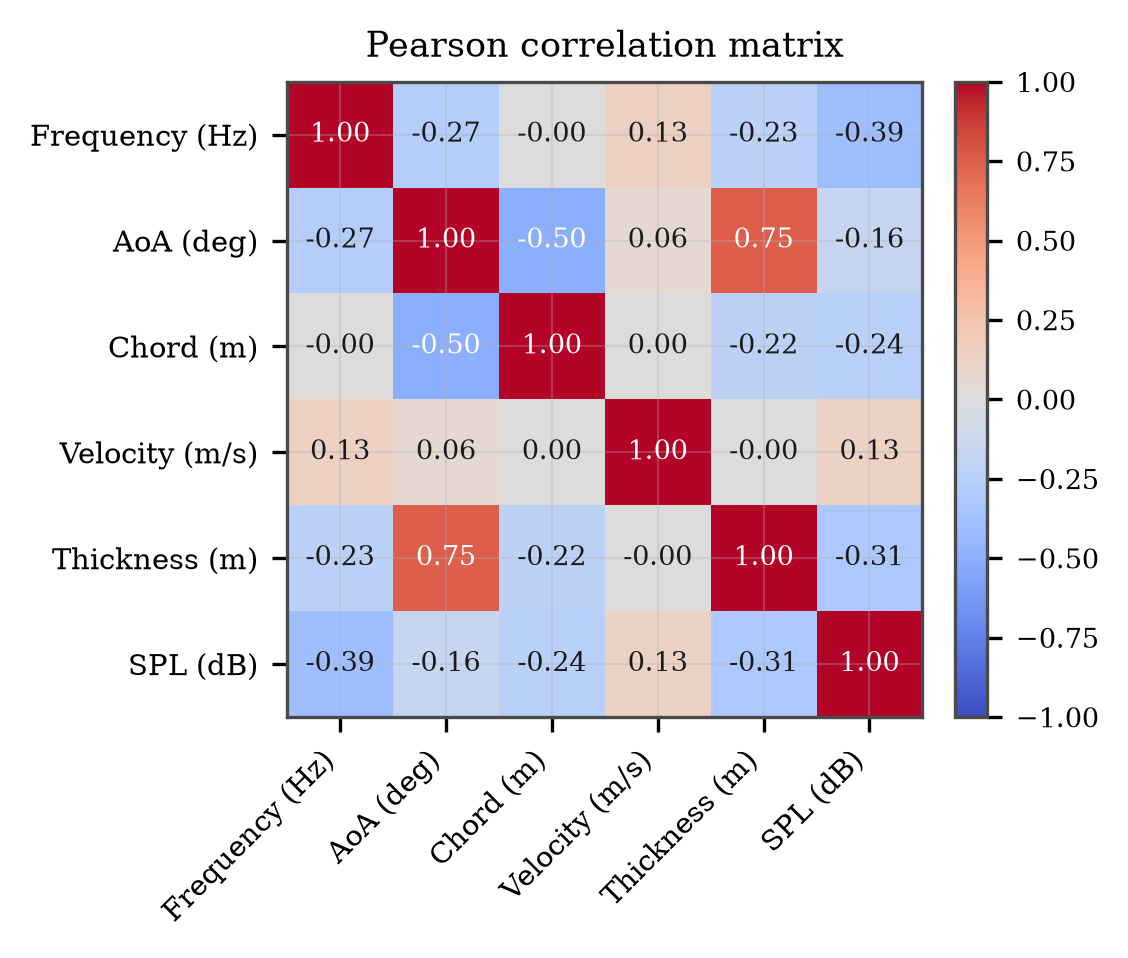 Pearson correlation matrix
Frequency (Hz) 1.00 -0.27 -0.00 0.13 -0.23 -0.39
AoA (deg) -0.27 1.00 -0.50 0.06 0.75 -0.16
Chord (m) -0.00 -0.50 1.00 0.00 -0.22 -0.24
Velocity (m/s) 0.13 0.06 0.00 1.00 -0.00 0.13
Thickness (m) -0.23 0.75 -0.22 -0.00 1.00 -0.31
SPL (dB) -0.39 -0.16 -0.24 0.13 -0.31 1.00
Frequency (Hz)
AoA (deg)
Chord (m)
Velocity (m/s)
Thickness (m)
SPL (dB)
1.00
0.75
0.50
0.25
0.00
−0.25
−0.50
−0.75
−1.00